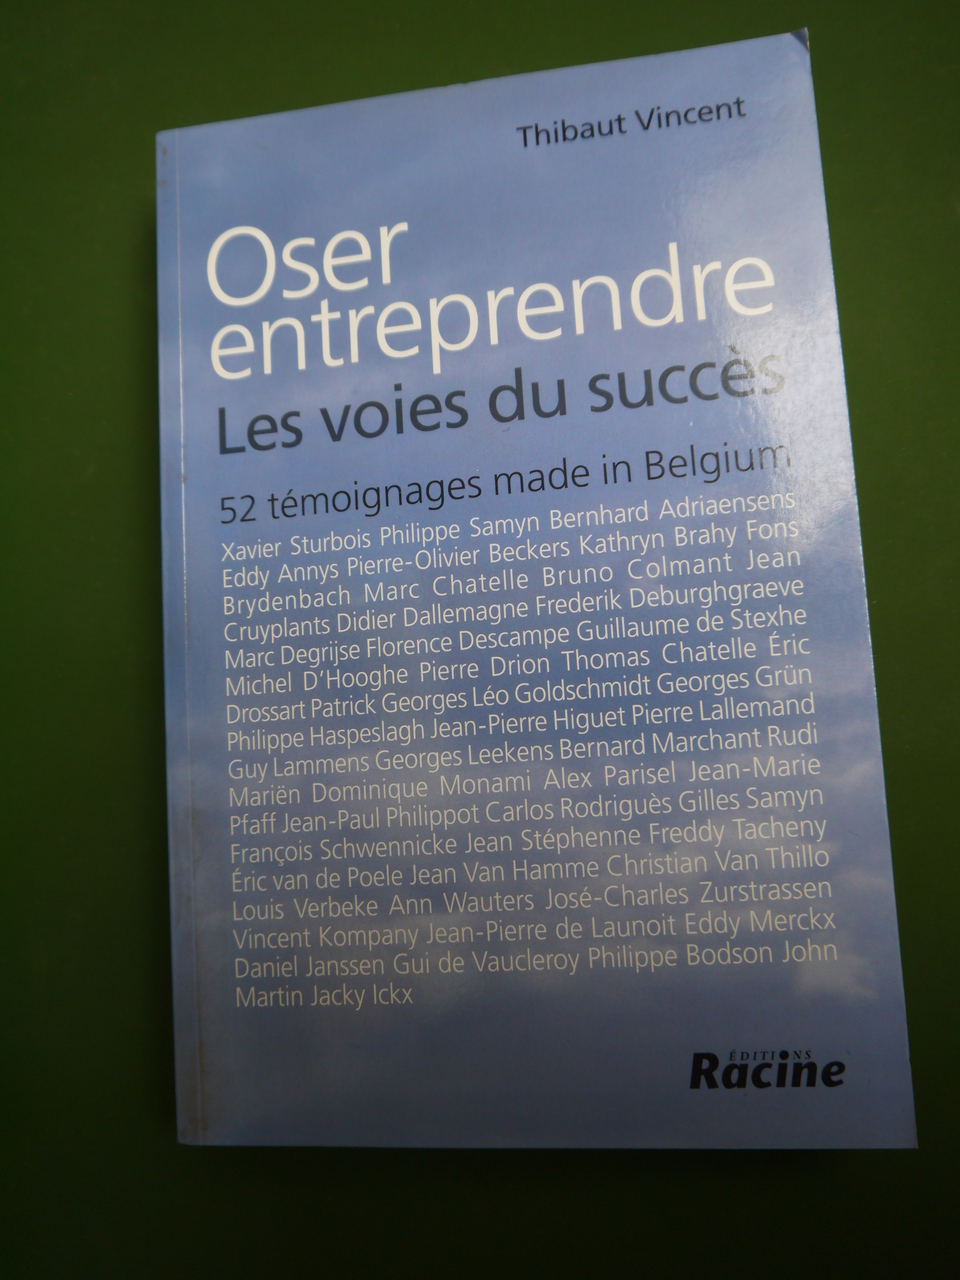 Thibaut Vincent
Oser
entreprendre
Les voies du succès
52 témoignages made in Belgium
Xavier Sturbois Philippe Samyn Bernhard Adriaensens
Eddy Annys Pierre-Olivier Beckers Kathryn Brahy Fons
Brydenbach Marc Chatelle Bruno Colmant Jean
Cruyplants Didier Dallemagne Frederik Deburghgraeve
Marc Degrijse Florence Descampe Guillaume de Stexhe
Michel D'Hooghe Pierre Drion Thomas Chatelle Éric
Drossart Patrick Georges Léo Goldschmidt Georges Grün
Philippe Haspeslagh Jean-Pierre Higuet Pierre Lallemand
Guy Lammens Georges Leekens Bernard Marchant Rudi
Mariën Dominique Monami Alex Parisel Jean-Marie
Pfaff Jean-Paul Philippot Carlos Rodriguès Gilles Samyn
François Schwennicke Jean Stéphenne Freddy Tacheny
Éric van de Poele Jean Van Hamme Christian Van Thillo
Louis Verbeke Ann Wauters José-Charles Zurstrassen
Vincent Kompany Jean-Pierre de Launoit Eddy Merckx
Daniel Janssen Gui de Vaucleroy Philippe Bodson John
Martin Jacky Ickx
ÉDITIONS
Racine